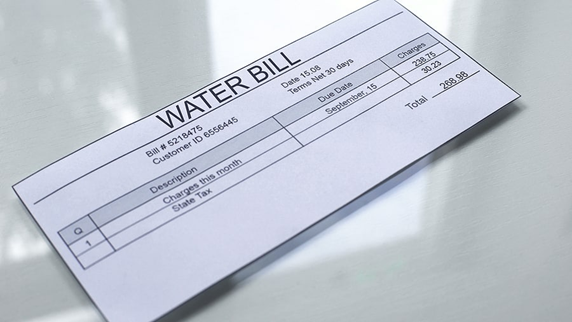 WATER BILL
Bill # 5218475
Customer ID 6556445
Date 15.08
Terms Net 30 days
Q Description Due Date Charges
1 Charges this month September, 15 238.75
State Tax 30.23
Total 268.98